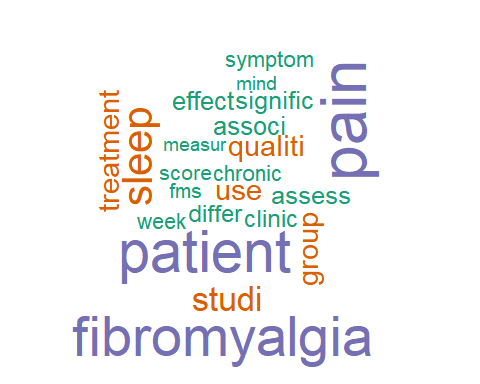 symptom
mind
effect signific
pain
treatment
sleep
associ
measur qualiti
score chronic
fms use assess
week differ clinic
group
patient
studi
fibromyalgia